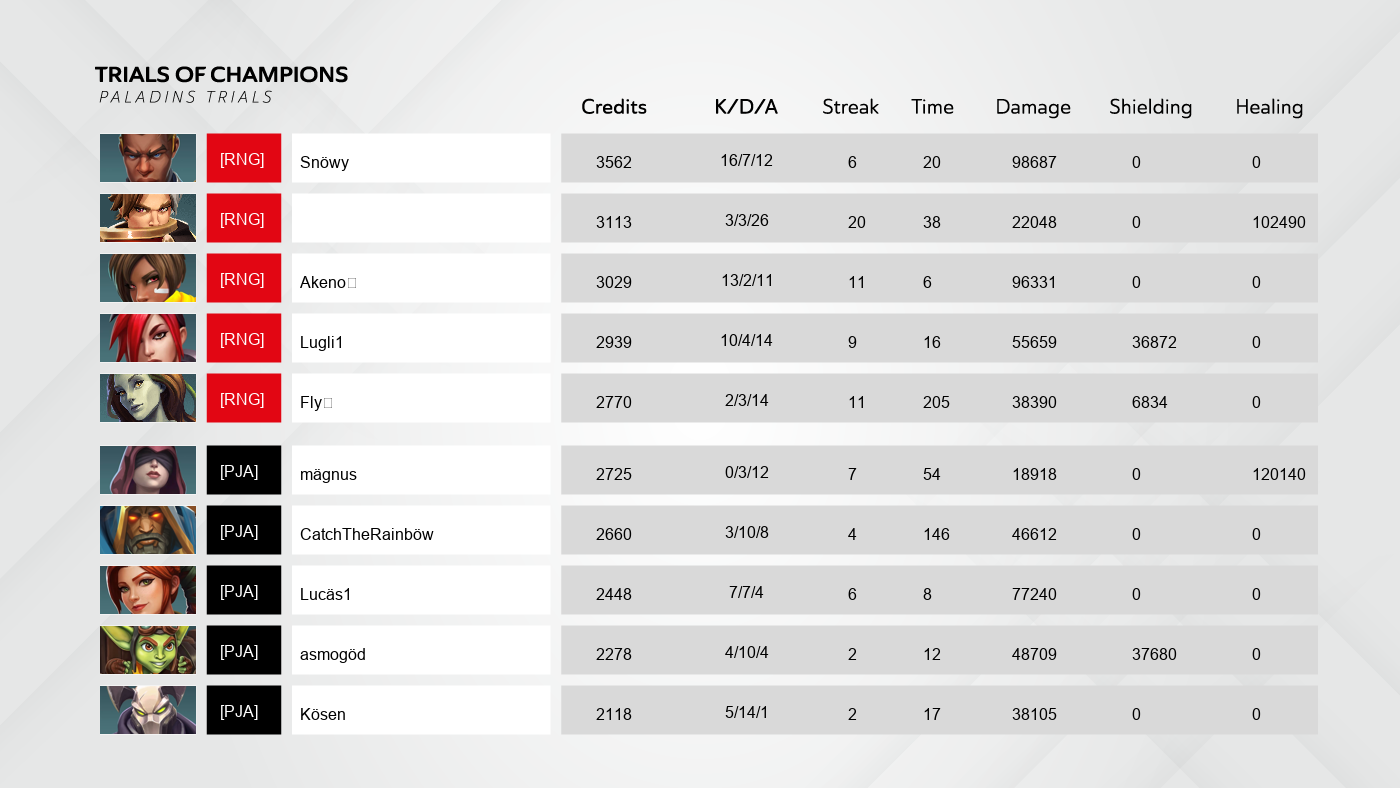 TRIALS OF CHAMPIONS
PALADINS TRIALS
Credits K/D/A Streak Time Damage Shielding Healing
[RNG] Snöwy 3562 16/7/12 6 20 98687 0 0
[RNG] 3113 3/3/26 20 38 22048 0 102490
[RNG] Akeno□ 3029 13/2/11 11 6 96331 0 0
[RNG] Lugli1 2939 10/4/14 9 16 55659 36872 0
[RNG] Fly□ 2770 2/3/14 11 205 38390 6834 0
[PJA] mägnus 2725 0/3/12 7 54 18918 0 120140
[PJA] CatchTheRainböw 2660 3/10/8 4 146 46612 0 0
[PJA] Lucäs1 2448 7/7/4 6 8 77240 0 0
[PJA] asmogöd 2278 4/10/4 2 12 48709 37680 0
[PJA] Kösen 2118 5/14/1 2 17 38105 0 0